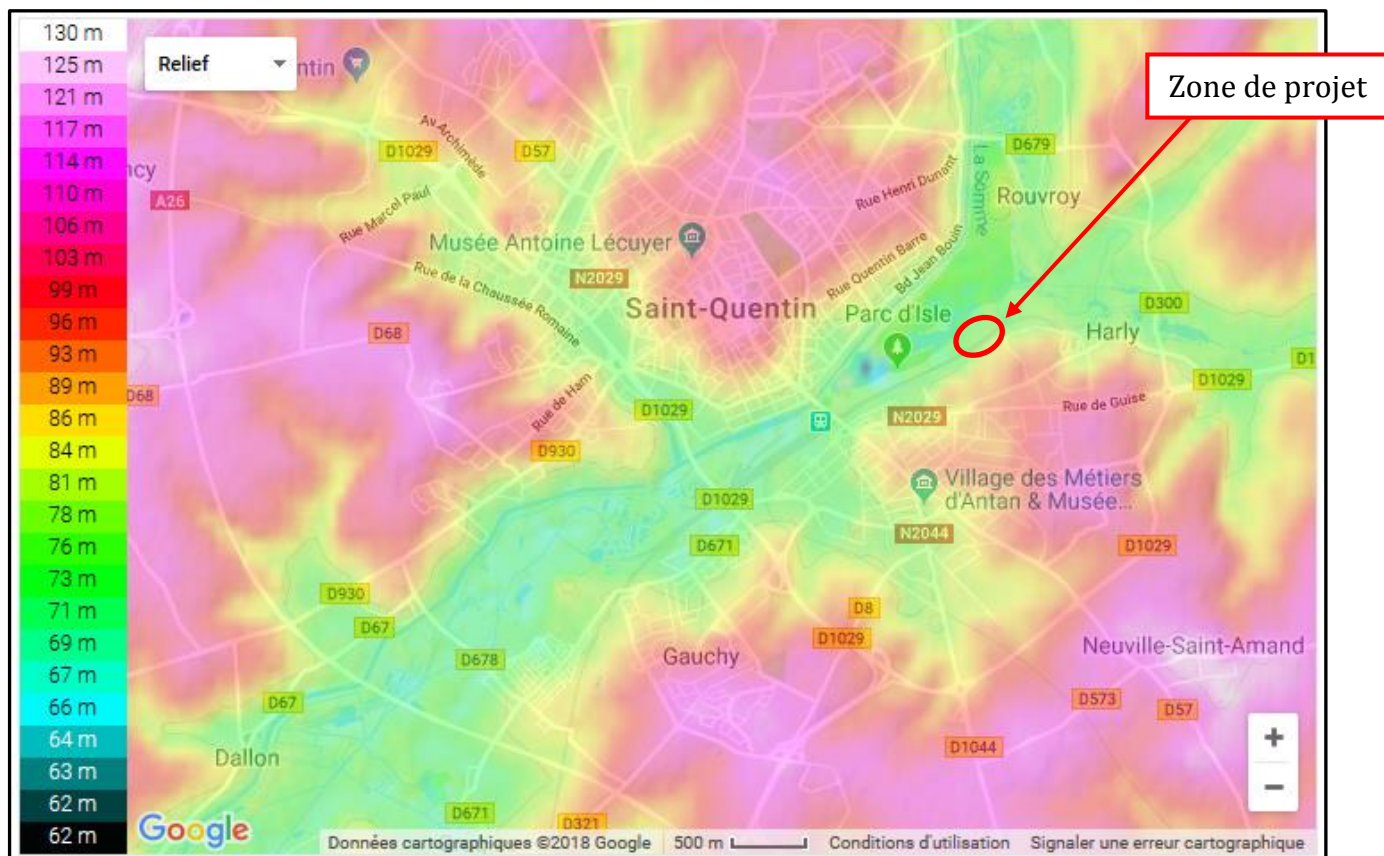 130 m
125 m
121 m
117 m
114 m
110 m
106 m
103 m
99 m
96 m
93 m
89 m
86 m
84 m
81 m
78 m
76 m
73 m
71 m
69 m
67 m
66 m
64 m
63 m
62 m
62 m
Relief
ntin
Zone de projet
Av Archimède
D1029
D57
D679
La Somme
Rouvroy
ncy
A26
Rue Marcel Paul
Rue Henri Dunant
Musée Antoine Lécuyer
Rue de la Chaussée Romaine
N2029
Rue Quentin Barre
Bd Jean Bouin
Saint-Quentin
Parc d'Isle
D300
Harly
D68
D1
D68
D1029
Rue de Ham
D1029
N2029
Rue de Guise
D930
Village des Métiers
d'Antan & Musée...
D1029
N2044
D671
D1029
D930
D67
D8
D1029
D678
Gauchy
Neuville-Saint-Amand
D67
D573
D57
Dallon
D1044
+
−
D671
D321
Google
Données cartographiques ©2018 Google
500 m
Conditions d'utilisation
Signaler une erreur cartographique